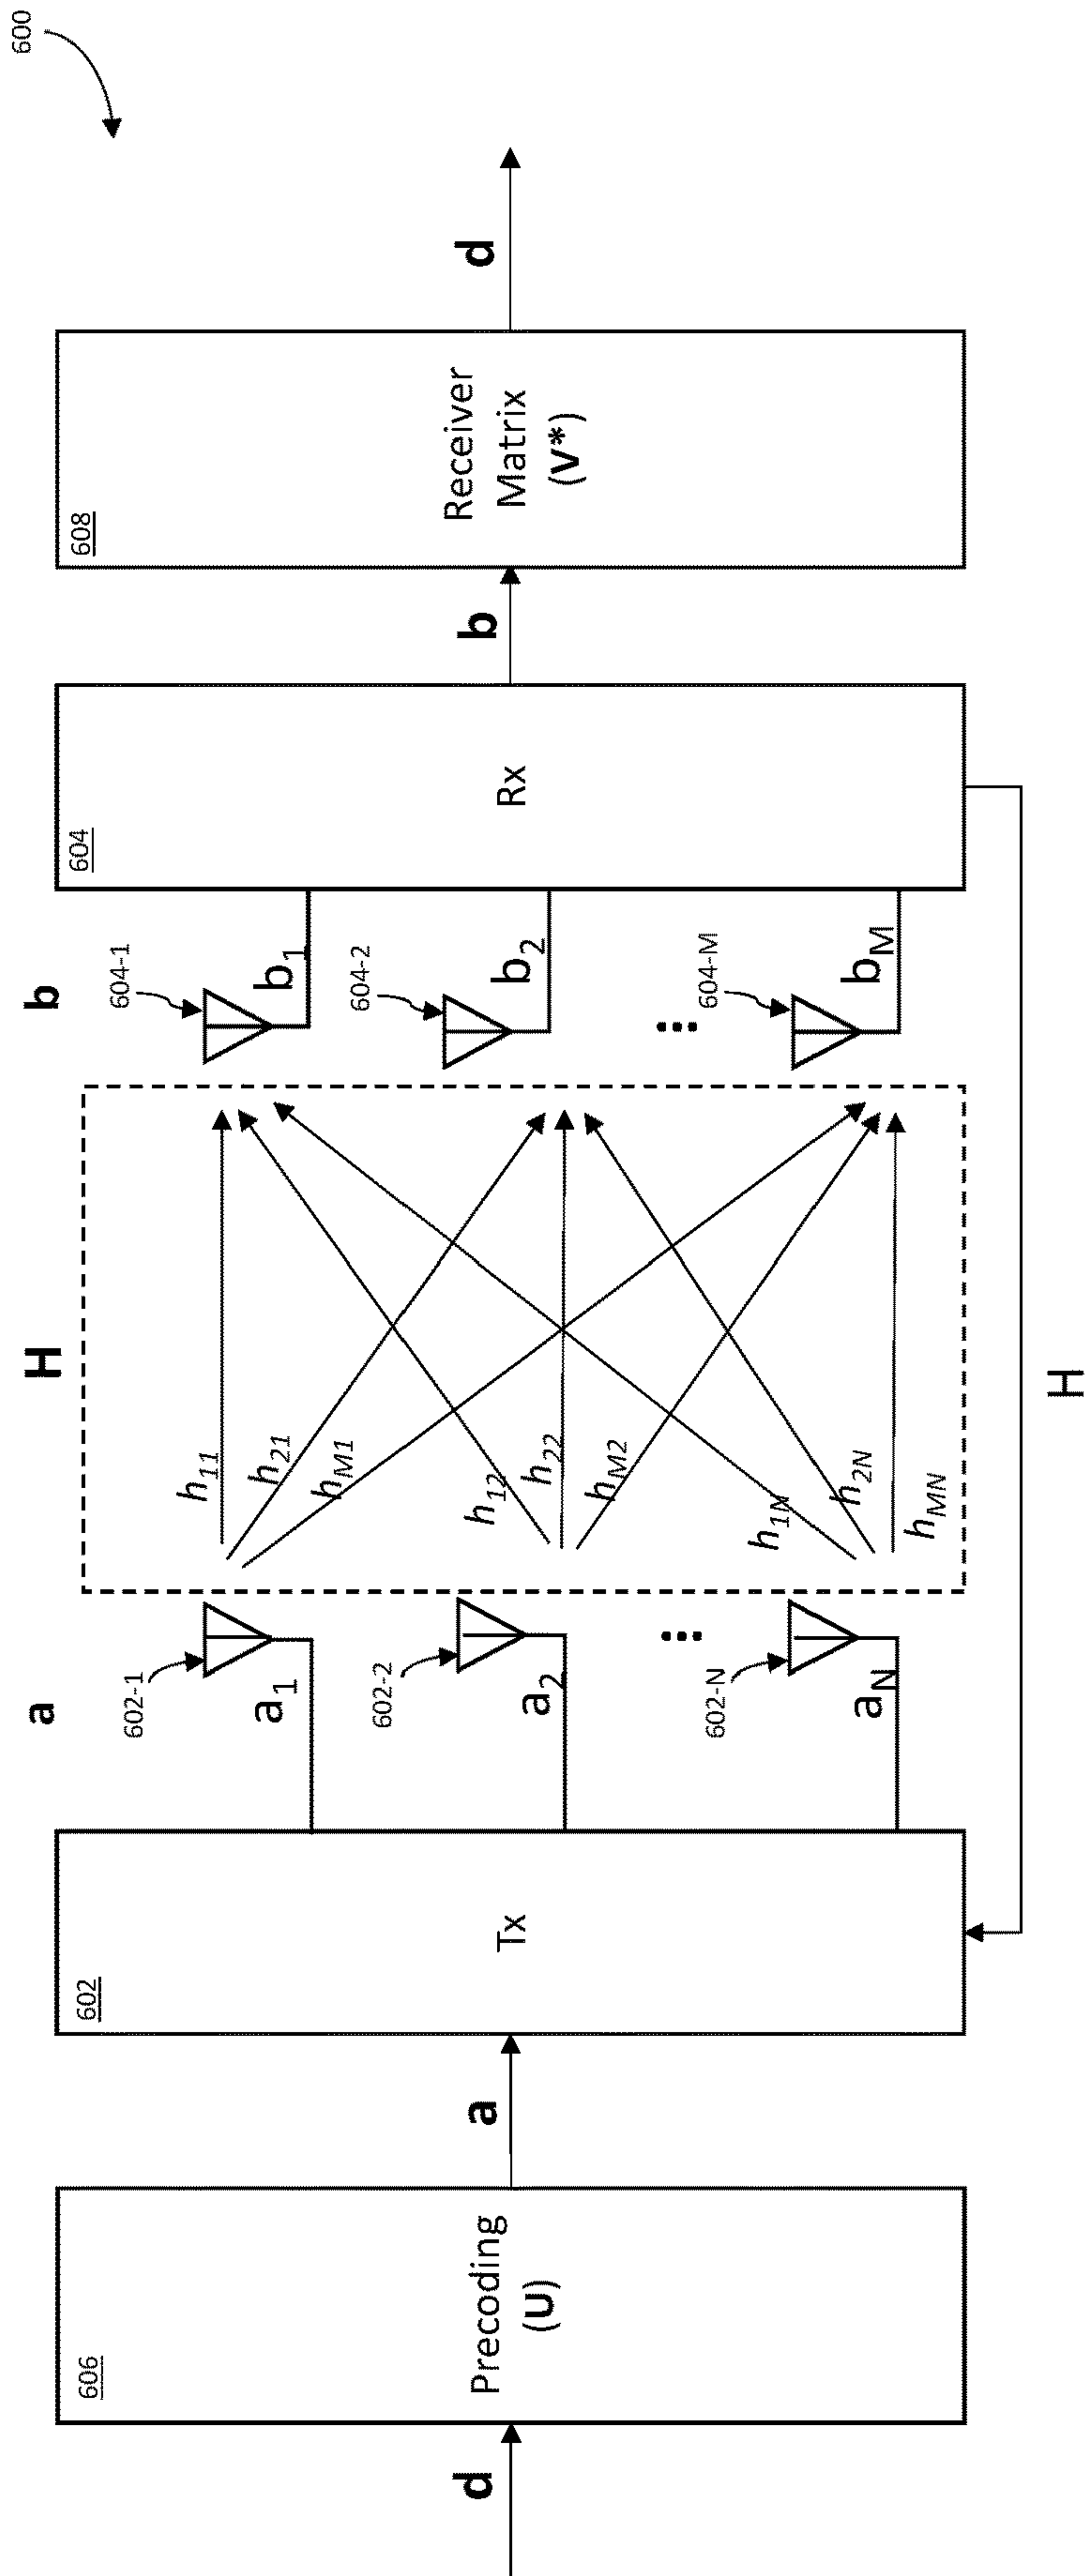 600
d
606
Precoding
(U)
a
602
Tx
a
602-1
a1
602-2
a2
...
602-N
aN
H
h11
h21
hM1
h12
h22
hM2
h1N
h2N
hMN
b
604-1
b1
604-2
b2
...
604-M
bM
604
Rx
H
b
608
Receiver
Matrix
(V*)
d